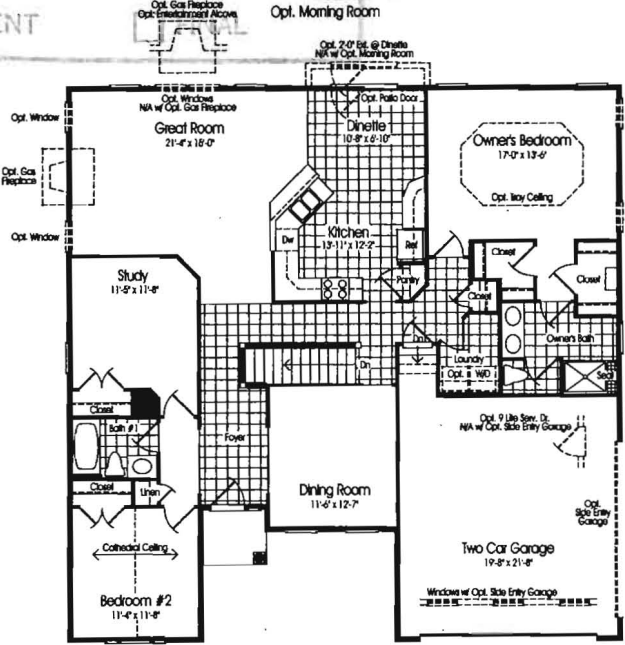 Opt. Gas Fireplace
Opt. Entertainment Alcove
Opt. Morning Room
Opt. 2'-0" Ext. @ Dinette
N/A w/ Opt. Morning Room
Opt. Windows
N/A w/ Opt. Gas Fireplace
Opt. Patio Door
Opt. Window
Great Room
21'-4" x 18'-0"
Dinette
10'-8" x 6'-10"
Owner's Bedroom
17'-0" x 13'-6"
Opt. Tray Ceiling
Opt. Gas
Fireplace
Opt. Window
Kitchen
13'-11" x 12'-2"
Dw
Ref
Closet
Closet
Pantry
Closet
Study
11'-5" x 11'-8"
Owner's Bath
Dn
Dn
Laundry
Opt. W/D
Seat
Closet
Bath #1
Foyer
Opt. 9 Lite Serv. Dr.
N/A w/ Opt. Side Entry Garage
Closet
Linen
Dining Room
11'-6" x 12'-7"
Opt.
Side Entry
Garage
Cathedral Ceiling
Two Car Garage
19'-8" x 21'-8"
Bedroom #2
11'-4" x 11'-8"
Windows w/ Opt. Side Entry Garage